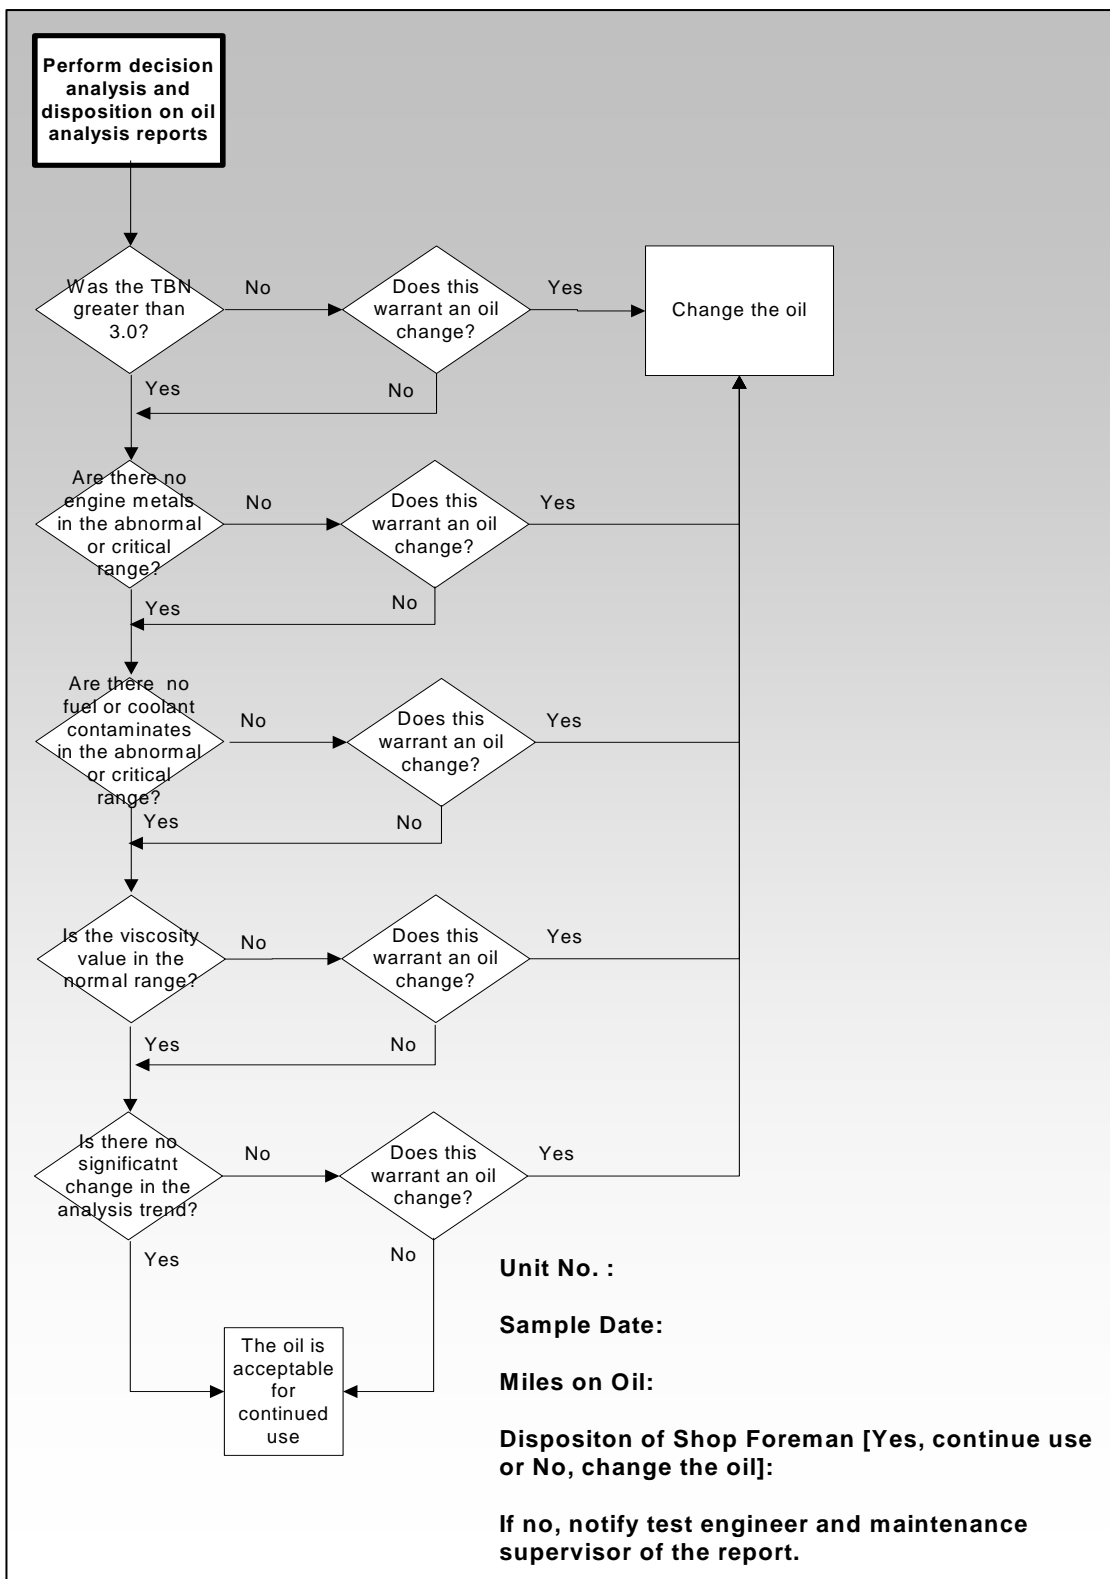 Perform decision
analysis and
disposition on oil
analysis reports
Was the TBN
greater than
3.0?
No
Does this
warrant an oil
change?
Yes
Change the oil
Yes
No
Are there no
engine metals
in the abnormal
or critical
range?
No
Does this
warrant an oil
change?
Yes
Yes
No
Are there no
fuel or coolant
contaminates
in the abnormal
or critical
range?
No
Does this
warrant an oil
change?
Yes
Yes
No
Is the viscosity
value in the
normal range?
No
Does this
warrant an oil
change?
Yes
Yes
No
Is there no
significatnt
change in the
analysis trend?
No
Does this
warrant an oil
change?
Yes
Yes
No
The oil is
acceptable
for
continued
use
Unit No. :
Sample Date:
Miles on Oil:
Dispositon of Shop Foreman [Yes, continue use
or No, change the oil]:
If no, notify test engineer and maintenance
supervisor of the report.